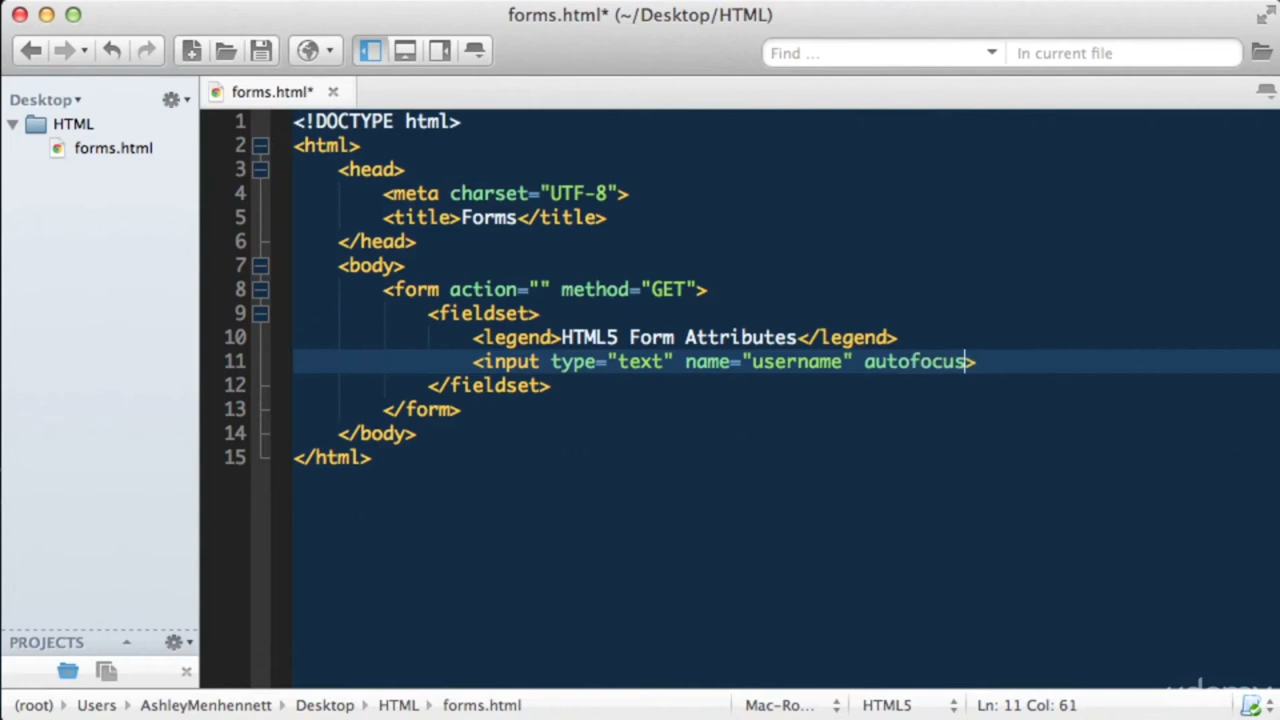 forms.html* (~/Desktop/HTML)
Find ...
In current file
Desktop
HTML
forms.html
forms.html*
1 <!DOCTYPE html>
2 <html>
3 <head>
4 <meta charset="UTF-8">
5 <title>Forms</title>
6 </head>
7 <body>
8 <form action="" method="GET">
9 <fieldset>
10 <legend>HTML5 Form Attributes</legend>
11 <input type="text" name="username" autofocus>
12 </fieldset>
13 </form>
14 </body>
15 </html>
PROJECTS
(root) Users AshleyMenhennett Desktop HTML forms.html
Mac-Ro... HTML5 Ln: 11 Col: 61